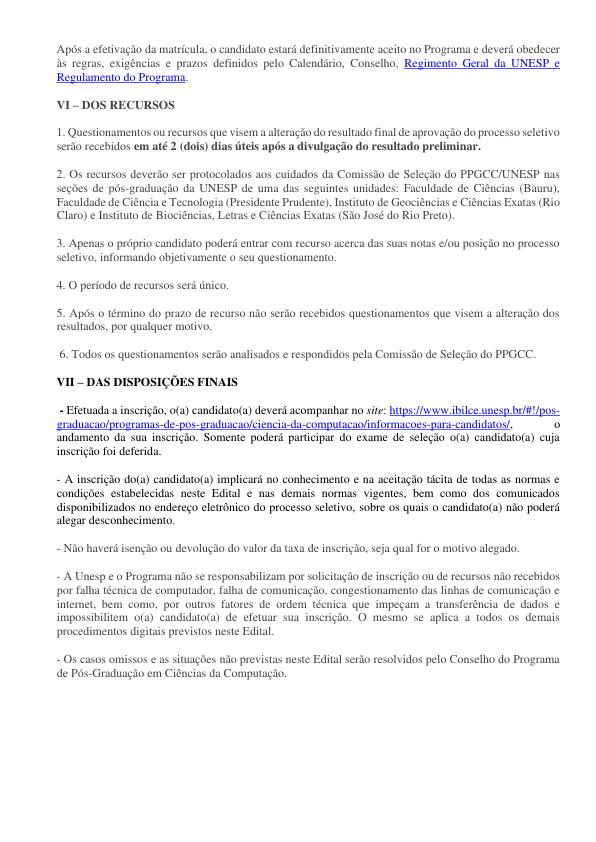 Após a efetivação da matrícula, o candidato estará definitivamente aceito no Programa e deverá obedecer
às regras, exigências e prazos definidos pelo Calendário, Conselho, Regimento Geral da UNESP e
Regulamento do Programa.
VI – DOS RECURSOS
1. Questionamentos ou recursos que visem a alteração do resultado final de aprovação do processo seletivo
serão recebidos em até 2 (dois) dias úteis após a divulgação do resultado preliminar.
2. Os recursos deverão ser protocolados aos cuidados da Comissão de Seleção do PPGCC/UNESP nas
seções de pós-graduação da UNESP de uma das seguintes unidades: Faculdade de Ciências (Bauru),
Faculdade de Ciência e Tecnologia (Presidente Prudente), Instituto de Geociências e Ciências Exatas (Rio
Claro) e Instituto de Biociências, Letras e Ciências Exatas (São José do Rio Preto).
3. Apenas o próprio candidato poderá entrar com recurso acerca das suas notas e/ou posição no processo
seletivo, informando objetivamente o seu questionamento.
4. O período de recursos será único.
5. Após o término do prazo de recurso não serão recebidos questionamentos que visem a alteração dos
resultados, por qualquer motivo.
6. Todos os questionamentos serão analisados e respondidos pela Comissão de Seleção do PPGCC.
VII – DAS DISPOSIÇÕES FINAIS
- Efetuada a inscrição, o(a) candidato(a) deverá acompanhar no site: https://www.ibilce.unesp.br/#!/pos-
graduacao/programas-de-pos-graduacao/ciencia-da-computacao/informacoes-para-candidatos/, o
andamento da sua inscrição. Somente poderá participar do exame de seleção o(a) candidato(a) cuja
inscrição foi deferida.
- A inscrição do(a) candidato(a) implicará no conhecimento e na aceitação tácita de todas as normas e
condições estabelecidas neste Edital e nas demais normas vigentes, bem como dos comunicados
disponibilizados no endereço eletrônico do processo seletivo, sobre os quais o candidato(a) não poderá
alegar desconhecimento.
- Não haverá isenção ou devolução do valor da taxa de inscrição, seja qual for o motivo alegado.
- A Unesp e o Programa não se responsabilizam por solicitação de inscrição ou de recursos não recebidos
por falha técnica de computador, falha de comunicação, congestionamento das linhas de comunicação e
internet, bem como, por outros fatores de ordem técnica que impeçam a transferência de dados e
impossibilitem o(a) candidato(a) de efetuar sua inscrição. O mesmo se aplica a todos os demais
procedimentos digitais previstos neste Edital.
- Os casos omissos e as situações não previstas neste Edital serão resolvidos pelo Conselho do Programa
de Pós-Graduação em Ciências da Computação.